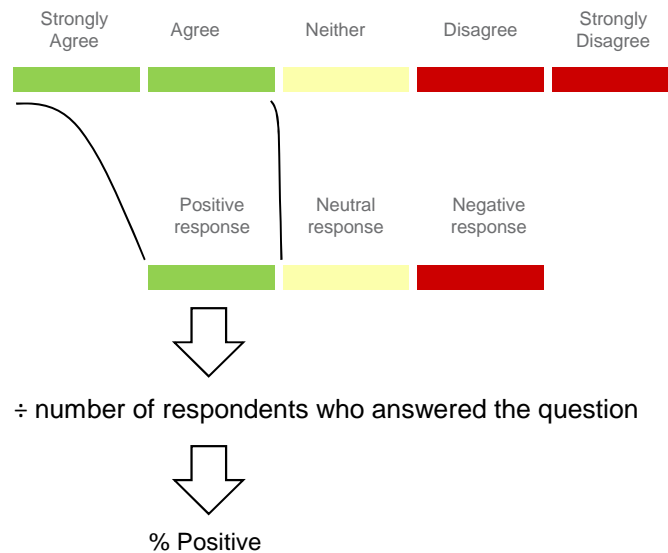 Strongly
Agree
Agree
Neither
Disagree
Strongly
Disagree
Positive
response
Neutral
response
Negative
response
÷ number of respondents who answered the question
% Positive